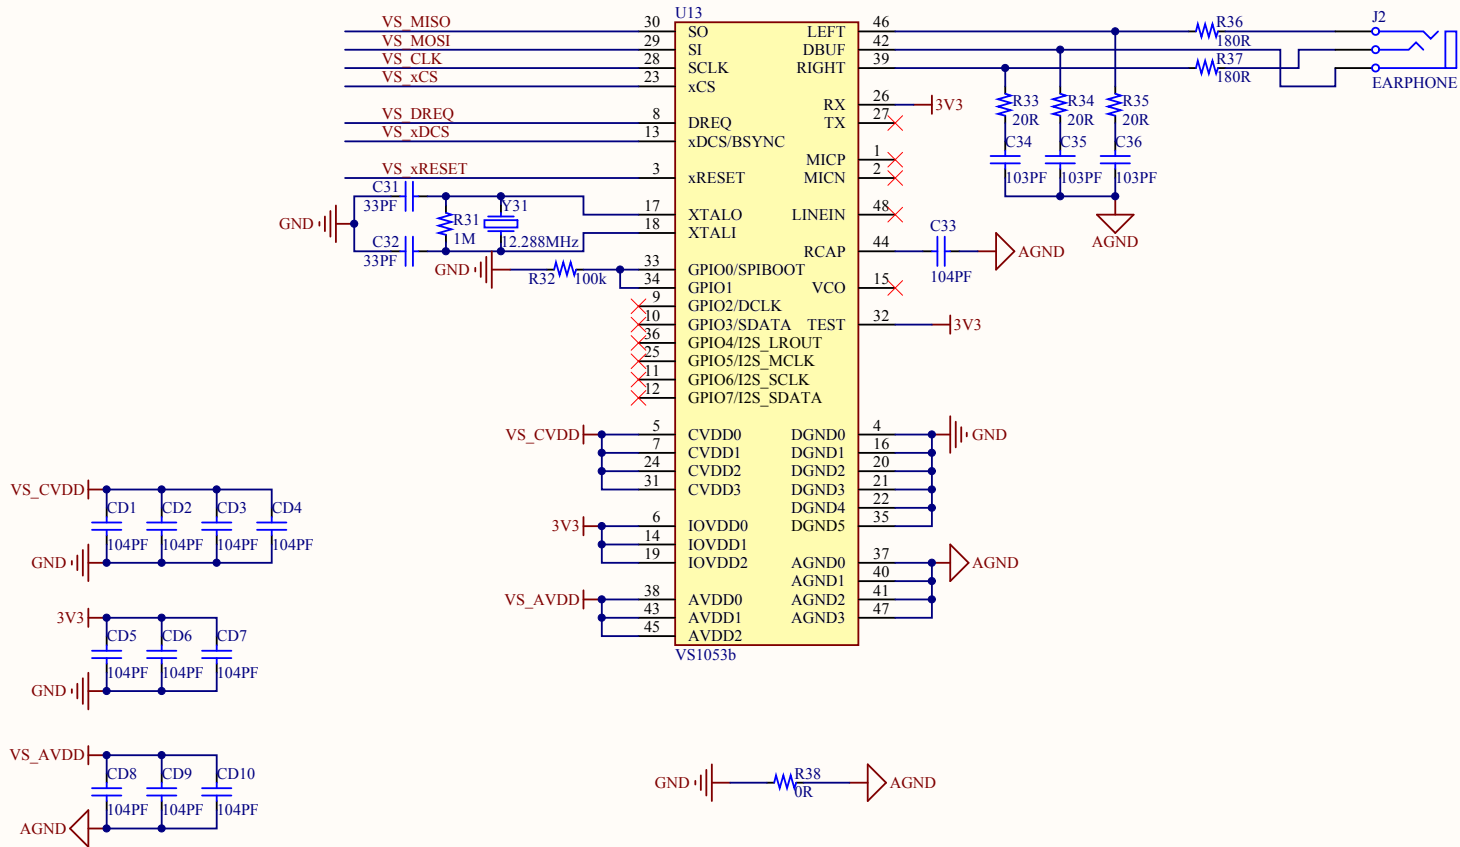 U13
VS_MISO 30 SO LEFT 46 R36 J2
VS_MOSI 29 SI DBUF 42 180R
VS_CLK 28 SCLK RIGHT 39 R37
VS_xCS 23 xCS 180R EARPHONE
RX 26 3V3 R33 R34 R35
VS_DREQ 8 DREQ TX 27 20R 20R 20R
VS_xDCS 13 xDCS/BSYNC C34 C35 C36
MICP 1
VS_xRESET 3 xRESET MICN 2 103PF 103PF 103PF
C31
33PF
17 XTALO LINEIN 48
GND R31 Y31
18 XTALI
C32 1M 12.288MHz AGND
33PF RCAP 44 C33 AGND
104PF
GND R32 100k 33 GPIO0/SPIBOOT
34 GPIO1 VCO 15
9 GPIO2/DCLK
10 GPIO3/SDATA TEST 32 3V3
36 GPIO4/I2S_LROUT
25 GPIO5/I2S_MCLK
11 GPIO6/I2S_SCLK
12 GPIO7/I2S_SDATA
VS_CVDD 5 CVDD0 DGND0 4 GND
7 CVDD1 DGND1 16
24 CVDD2 DGND2 20
31 CVDD3 DGND3 21
DGND4 22
3V3 6 IOVDD0 DGND5 35
14 IOVDD1
19 IOVDD2 AGND0 37 AGND
AGND1 40
VS_AVDD 38 AVDD0 AGND2 41
43 AVDD1 AGND3 47
45 AVDD2
VS1053b
VS_CVDD
CD1 CD2 CD3 CD4
104PF 104PF 104PF 104PF
GND
3V3
CD5 CD6 CD7
104PF 104PF 104PF
GND
VS_AVDD
CD8 CD9 CD10
104PF 104PF 104PF
AGND
GND R38 AGND
0R